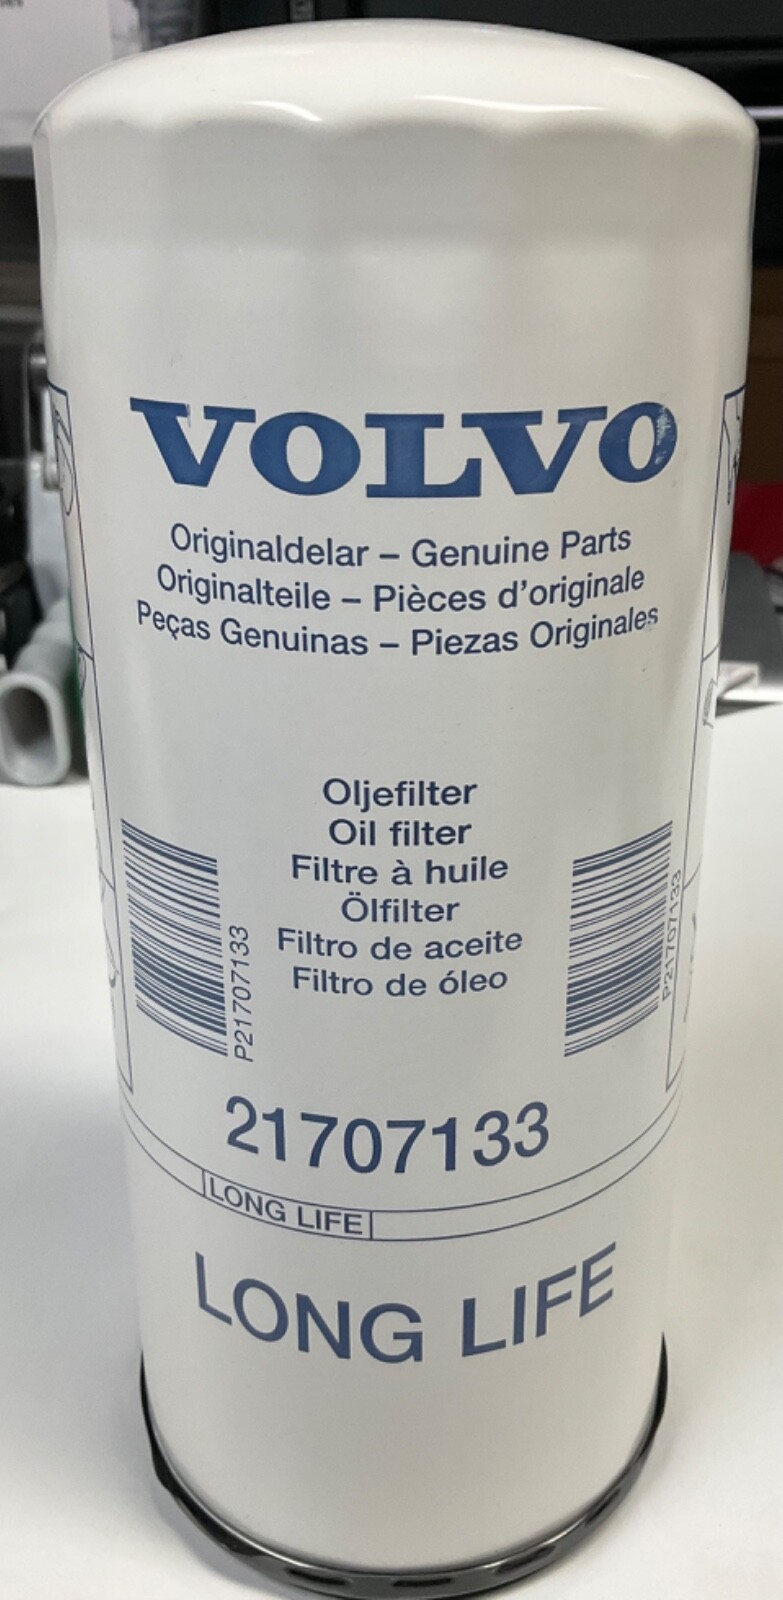 VOLVO
Originaldelar – Genuine Parts
Originalteile – Pièces d'originale
Peças Genuinas – Piezas Originales
Oljefilter
Oil filter
Filtre à huile
Ölfilter
Filtro de aceite
Filtro de óleo
P21707133
P21707133
21707133
LONG LIFE
LONG LIFE